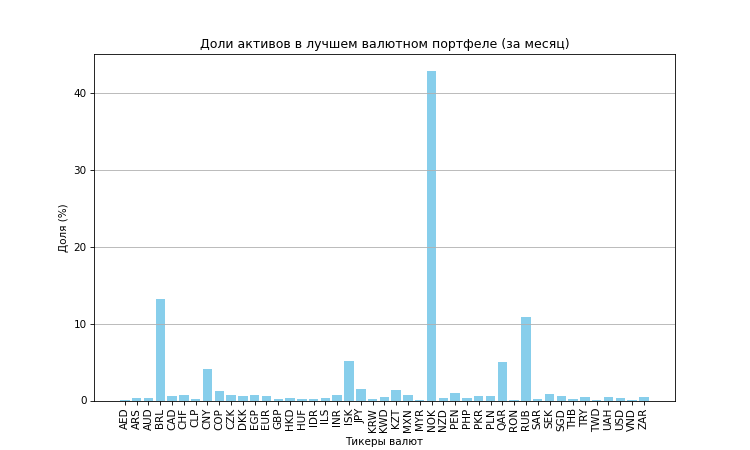 Доли активов в лучшем валютном портфеле (за месяц)
Доля (%)
40
30
20
10
0
AED ARS AUD BRL CAD CHF CLP CNY COP CZK DKK EGP EUR GBP HKD HUF IDR ILS INR ISK JPY KRW KWD KZT MXN MYR NOK NZD PEN PHP PKR PLN QAR RON RUB SAR SEK SGD THB TRY TWD UAH USD VND ZAR
Тикеры валют